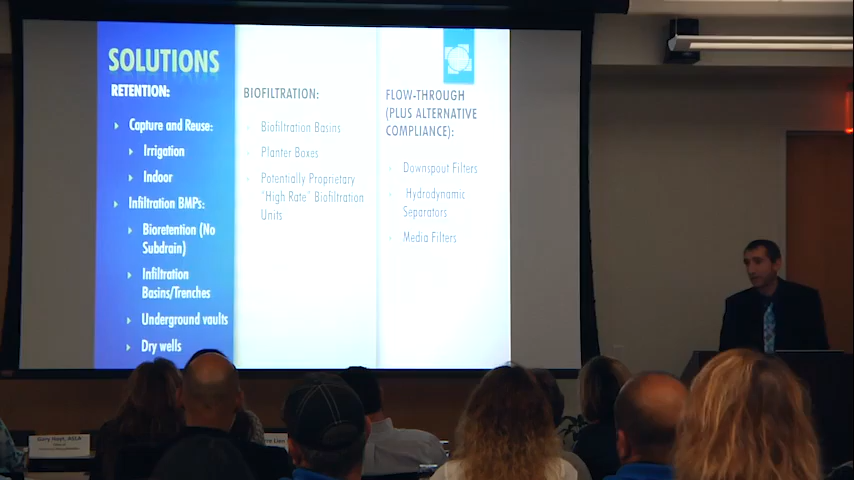 SOLUTIONS
RETENTION:
Capture and Reuse:
Irrigation
Indoor
Infiltration BMPs:
Bioretention (No
Subdrain)
Infiltration
Basins/Trenches
Underground vaults
Dry wells
BIOFILTRATION:
Biofiltration Basins
Planter Boxes
Potentially Proprietary
"High Rate" Biofiltration
Units
FLOW-THROUGH
(PLUS ALTERNATIVE
COMPLIANCE):
Downspout Filters
Hydrodynamic
Separators
Media Filters